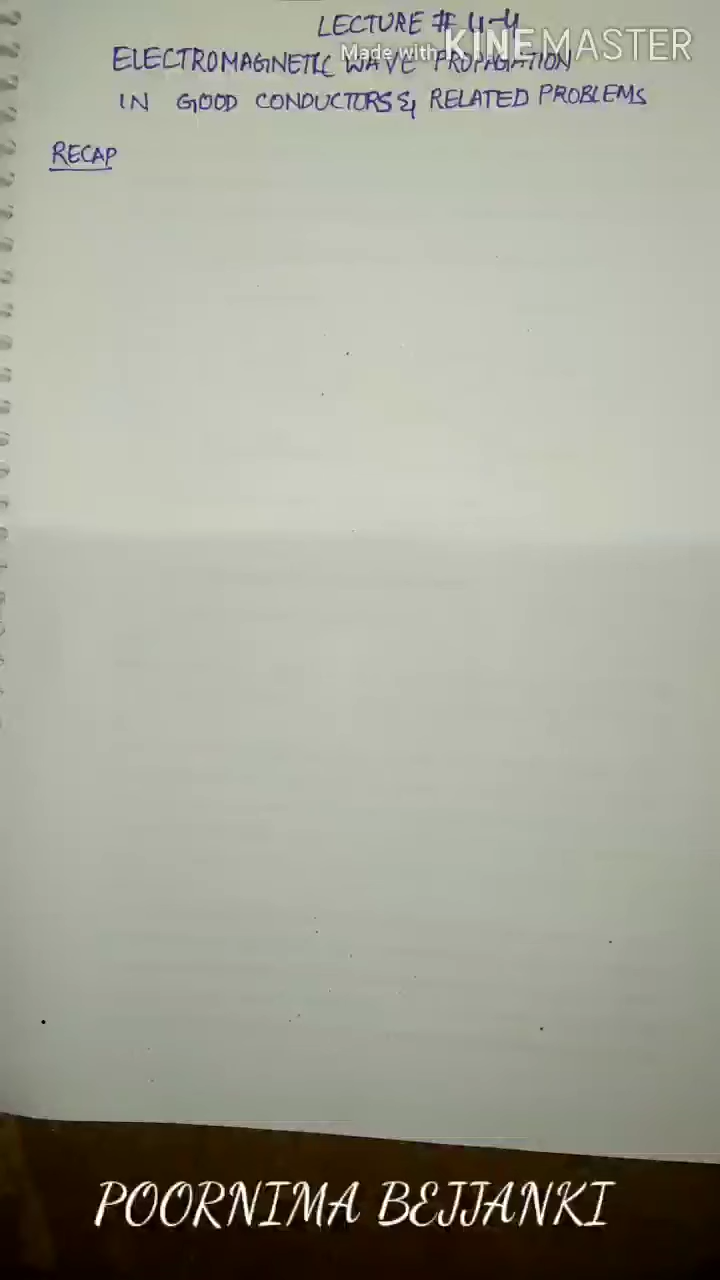 LECTURE # 4-4
Made with KINEMASTER
ELECTROMAGNETIC WAVE PROPAGATION
IN GOOD CONDUCTORS & RELATED PROBLEMS
RECAP
POORNIMA BEJJANKI